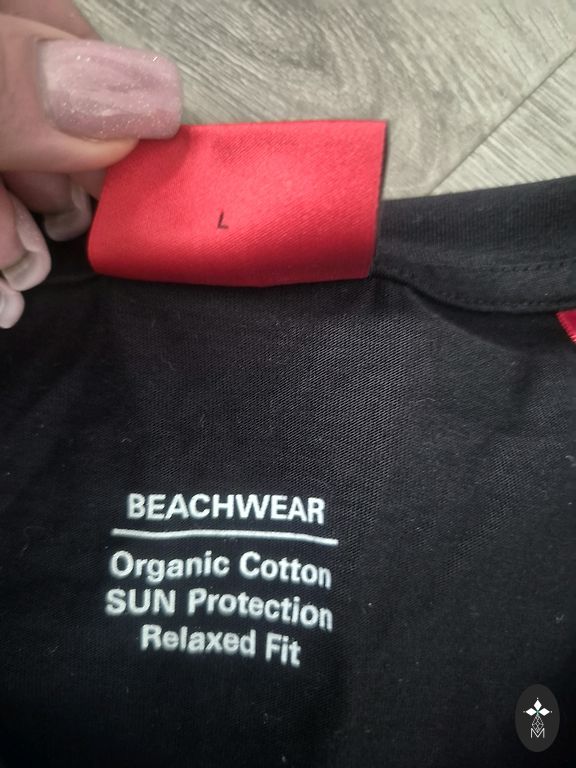 L
BEACHWEAR
Organic Cotton
SUN Protection
Relaxed Fit
M